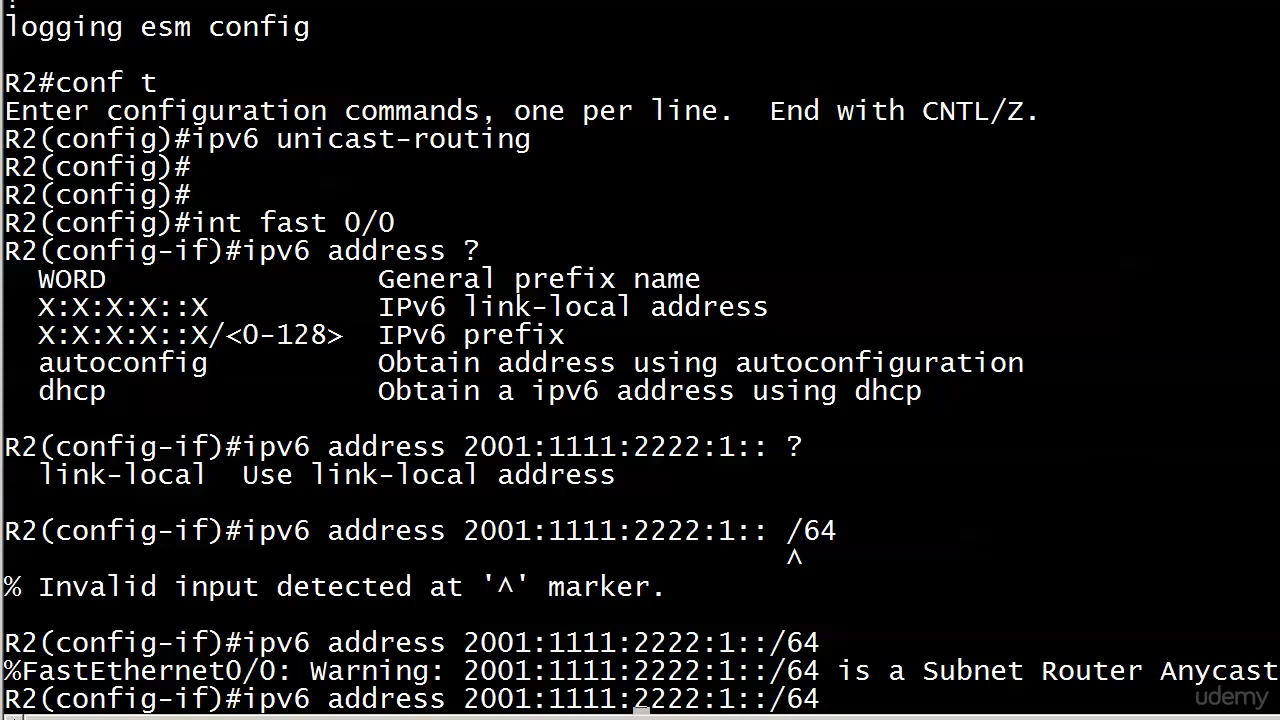 !
logging esm config
R2#conf t
Enter configuration commands, one per line.  End with CNTL/Z.
R2(config)#ipv6 unicast-routing
R2(config)#
R2(config)#
R2(config)#int fast 0/0
R2(config-if)#ipv6 address ?
  WORD                General prefix name
  X:X:X:X::X          IPv6 link-local address
  X:X:X:X::X/<0-128>  IPv6 prefix
  autoconfig          Obtain address using autoconfiguration
  dhcp                Obtain a ipv6 address using dhcp
R2(config-if)#ipv6 address 2001:1111:2222:1:: ?
  link-local  Use link-local address
R2(config-if)#ipv6 address 2001:1111:2222:1:: /64
^
% Invalid input detected at '^' marker.
R2(config-if)#ipv6 address 2001:1111:2222:1::/64
%FastEthernet0/0: Warning: 2001:1111:2222:1::/64 is a Subnet Router Anycast
R2(config-if)#ipv6 address 2001:1111:2222:1::/64
udemy